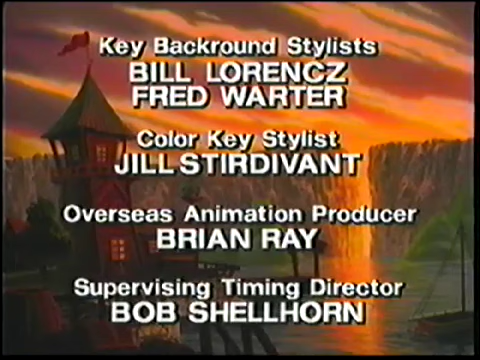 Key Backround Stylists
BILL LORENCZ
FRED WARTER
Color Key Stylist
JILL STIRDIVANT
Overseas Animation Producer
BRIAN RAY
Supervising Timing Director
BOB SHELLHORN